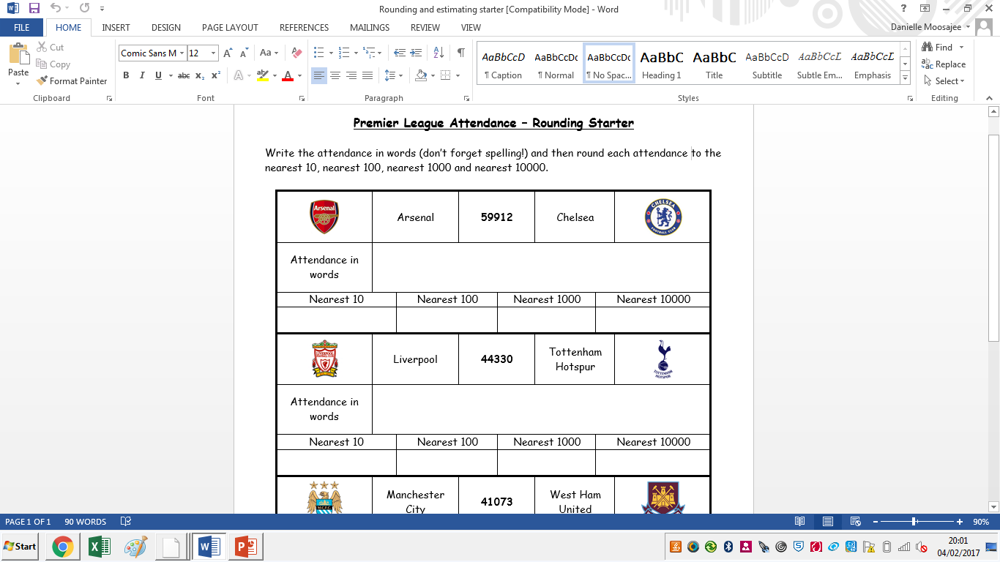 Rounding and estimating starter [Compatibility Mode] - Word
FILE HOME INSERT DESIGN PAGE LAYOUT REFERENCES MAILINGS REVIEW VIEW Danielle Moosajee
Paste
Cut
Copy
Format Painter
Clipboard
Comic Sans M 12
Font
Paragraph
AaBbCcD AaBbCcDc AaBbCcDc AaBbC AaBbC AaBbCcD AaBbCcL AaBbCcL
¶ Caption ¶ Normal ¶ No Spac... Heading 1 Title Subtitle Subtle Em... Emphasis
Styles
Find
Replace
Select
Editing
Premier League Attendance – Rounding Starter
Write the attendance in words (don't forget spelling!) and then round each attendance to the
nearest 10, nearest 100, nearest 1000 and nearest 10000.
Arsenal Arsenal 59912 Chelsea CHELSEA FOOTBALL CLUB
Attendance in
words
Nearest 10 Nearest 100 Nearest 1000 Nearest 10000
Liverpool 44330 Tottenham
Hotspur
TOTTENHAM
HOTSPUR
Attendance in
words
Nearest 10 Nearest 100 Nearest 1000 Nearest 10000
Manchester
City
41073
West Ham
United
PAGE 1 OF 1 90 WORDS 90%
Start 20:01
04/02/2017